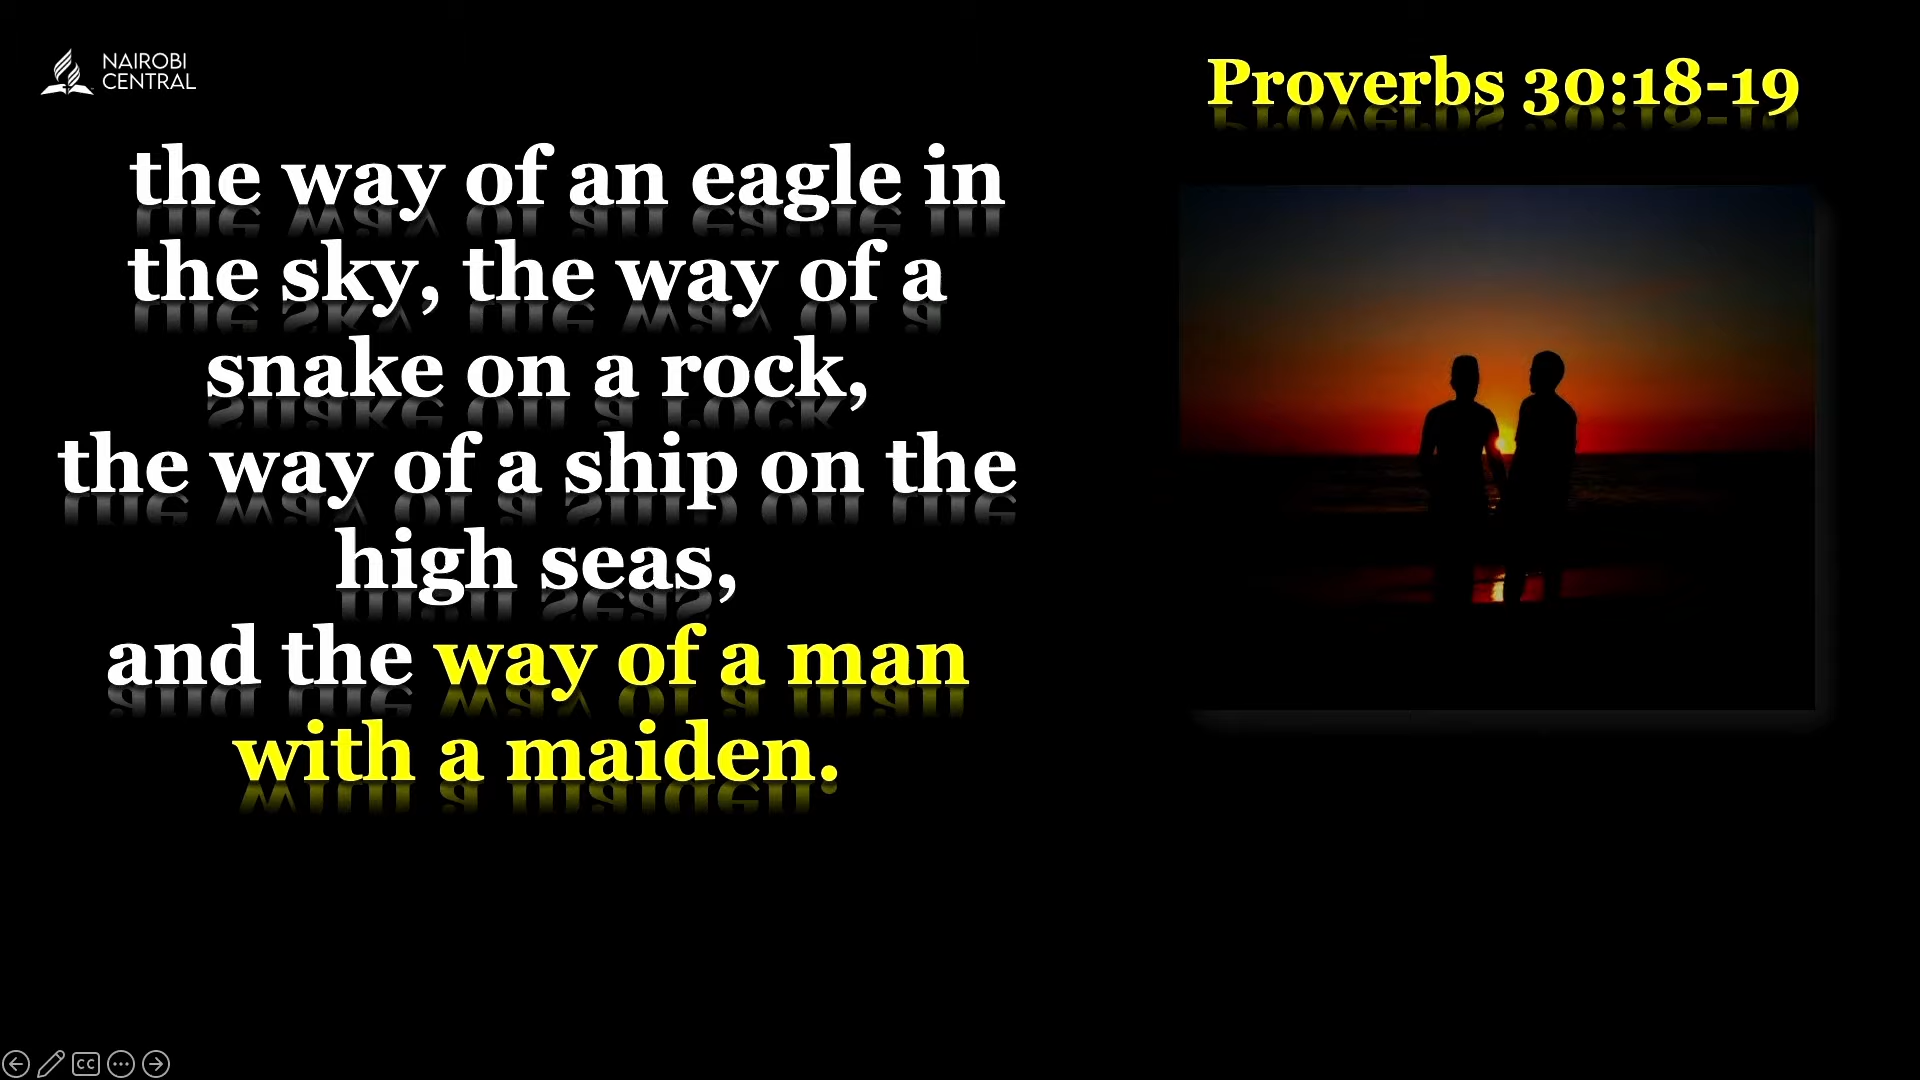 NAIROBI
CENTRAL
Proverbs 30:18-19
the way of an eagle in
the sky, the way of a
snake on a rock,
the way of a ship on the
high seas,
and the way of a man
with a maiden.
CC